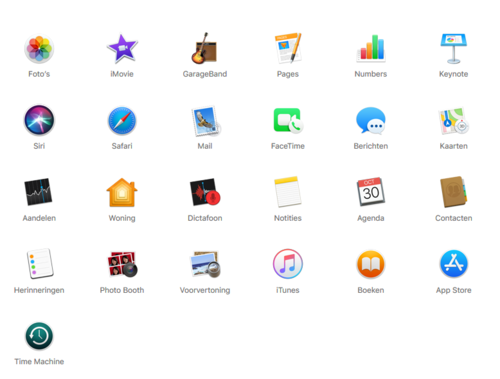 Foto's
iMovie
GarageBand
Pages
Numbers
Keynote
Siri
Safari
Mail
FaceTime
Berichten
Kaarten
Aandelen
Woning
Dictafoon
Notities
OCT
30
Agenda
Contacten
Herinneringen
Photo Booth
Voorvertoning
iTunes
Boeken
App Store
Time Machine